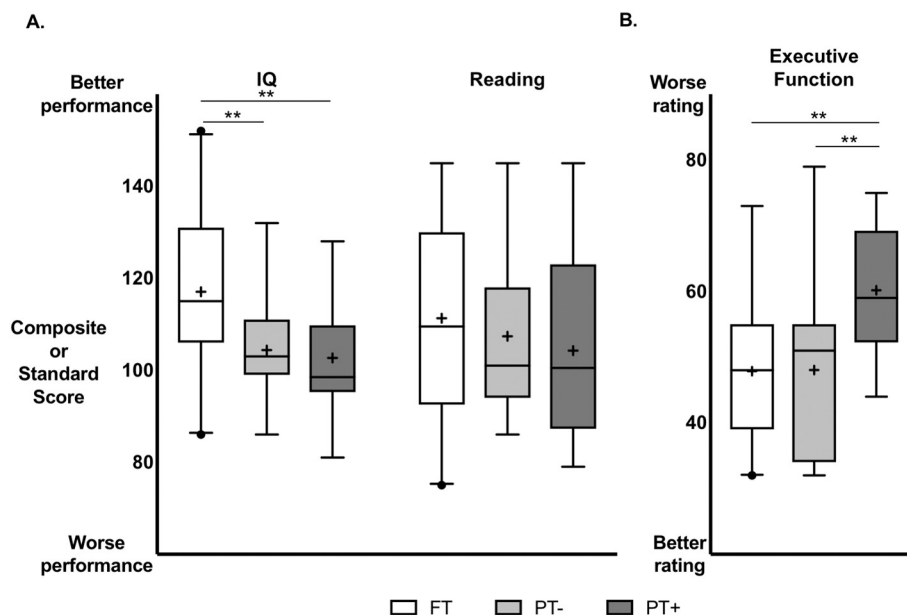 A.
Better
performance
IQ
**
**
Reading
140
120
100
80
Composite
or
Standard
Score
Worse
performance
B.
Executive
Function
Worse
rating
**
**
80
60
40
Better
rating
FT
PT-
PT+